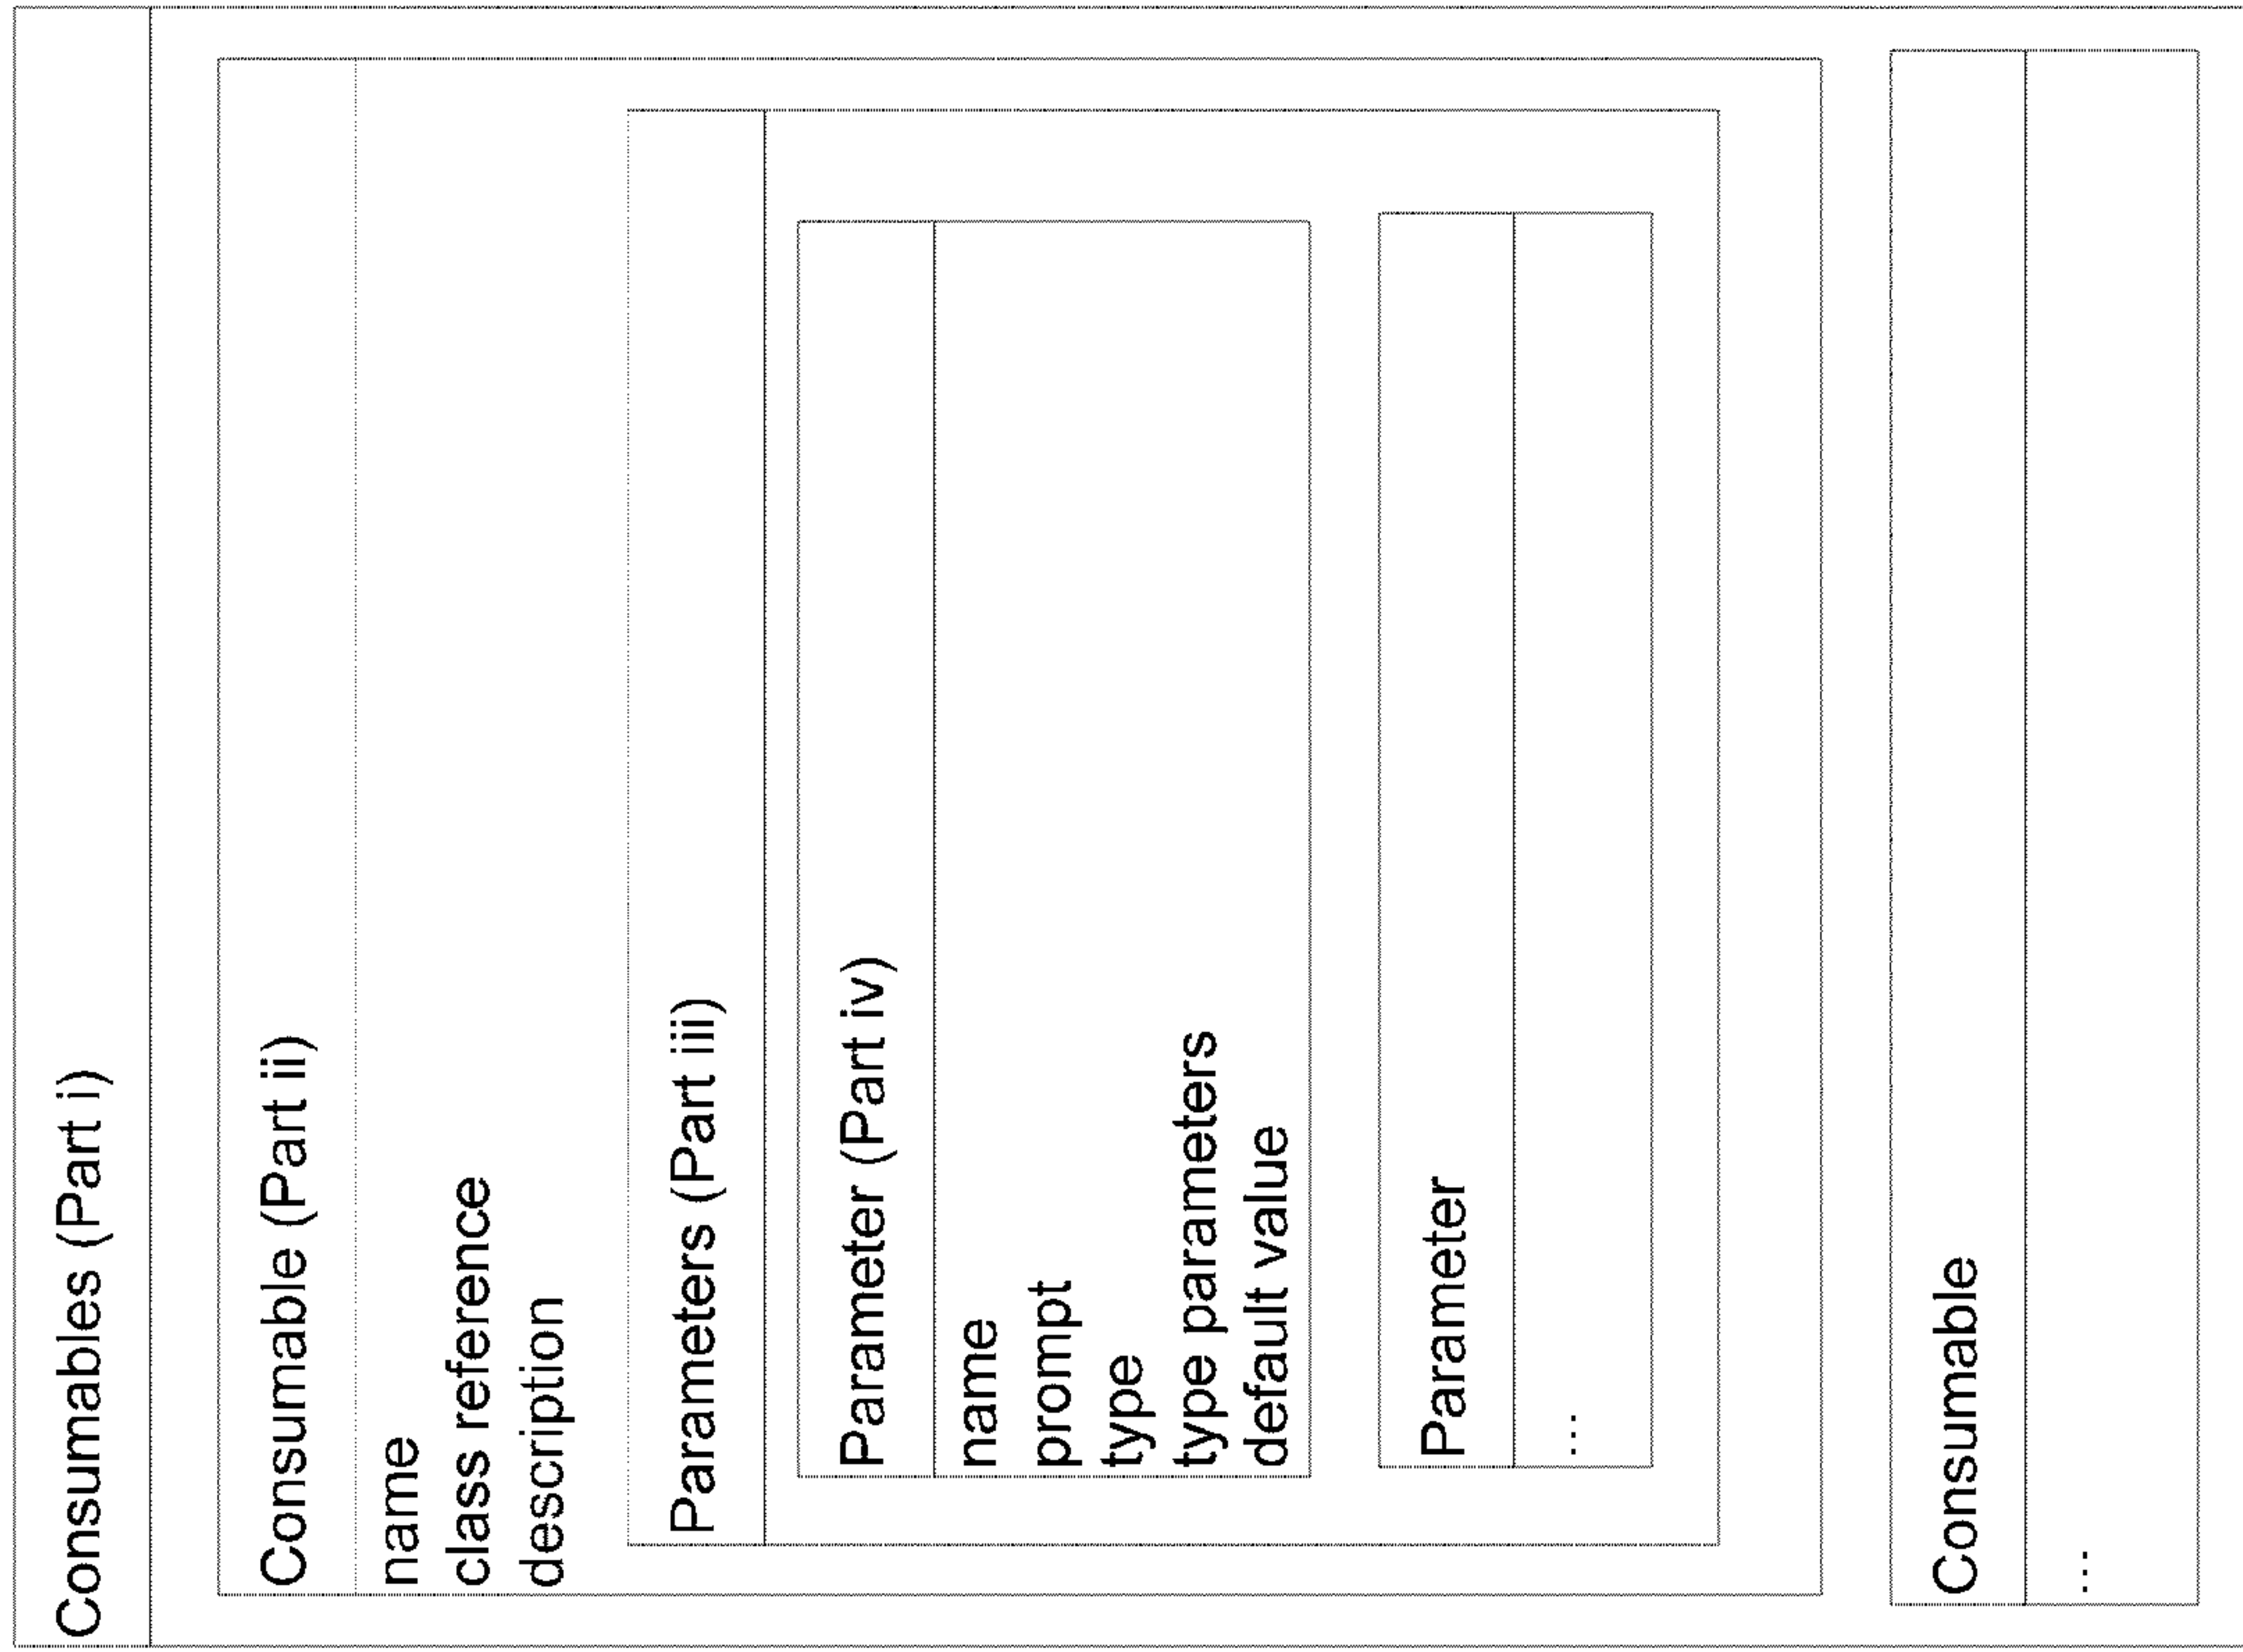 Consumables (Part i)
Consumable (Part ii)
name
class reference
description
Parameters (Part iii)
Parameter (Part iv)
name
prompt
type
type parameters
default value
Parameter
...
Consumable
...